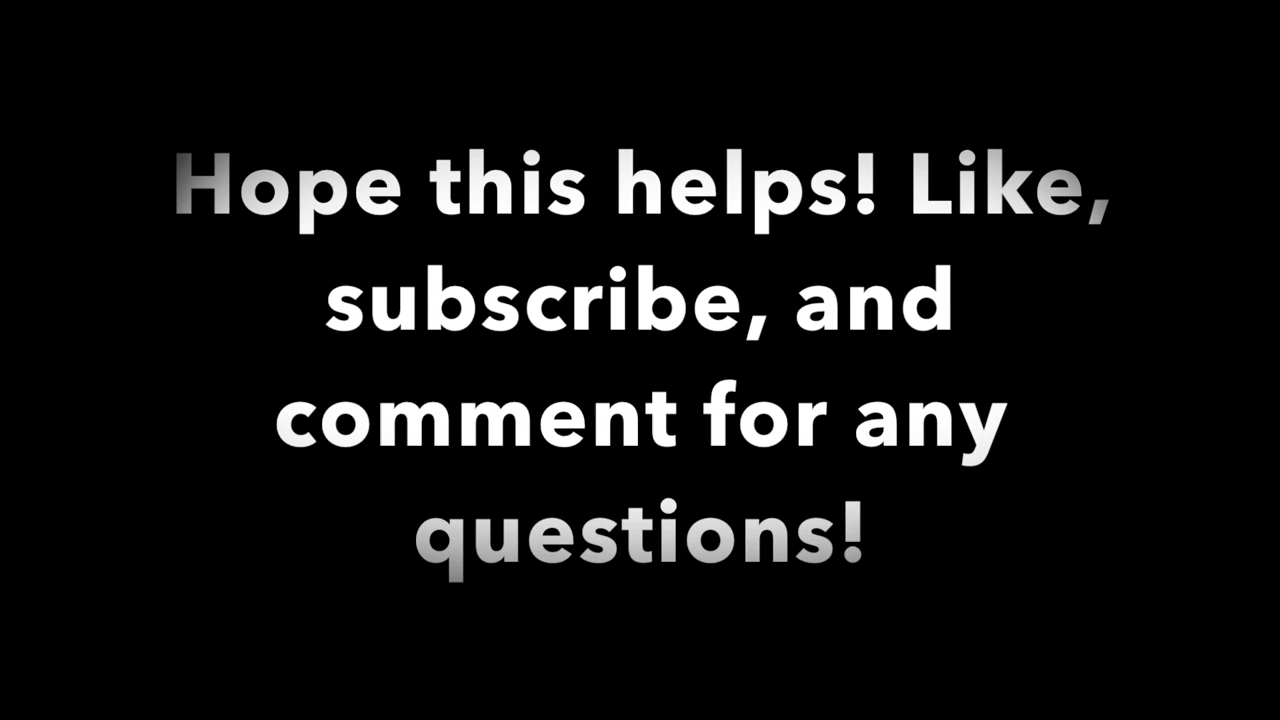 Hope this helps! Like,
subscribe, and
comment for any
questions!